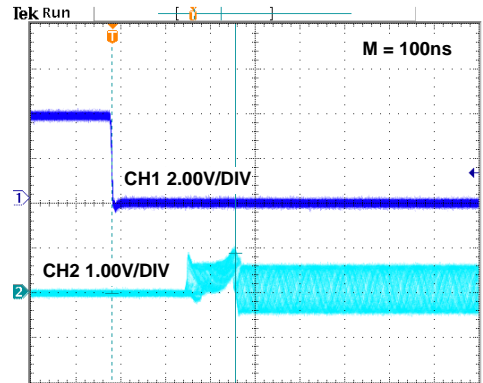 Tek Run
T
T
M = 100ns
CH1 2.00V/DIV
1
CH2 1.00V/DIV
2